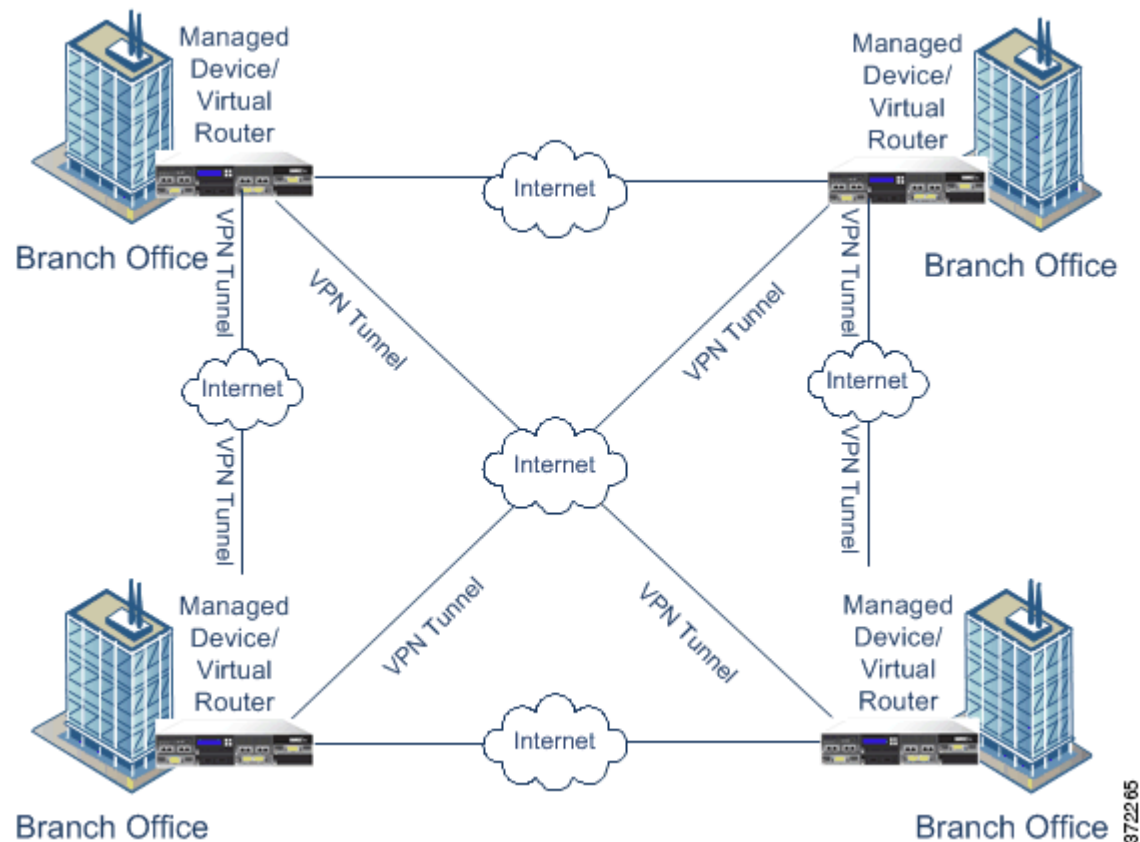 Managed
Device/
Virtual
Router
Branch Office
Managed
Device/
Virtual
Router
Branch Office
Internet
VPN Tunnel
VPN Tunnel
VPN Tunnel
VPN Tunnel
Internet
Internet
Internet
VPN Tunnel
VPN Tunnel
VPN Tunnel
VPN Tunnel
Managed
Device/
Virtual
Router
Branch Office
Internet
Managed
Device/
Virtual
Router
Branch Office
372265